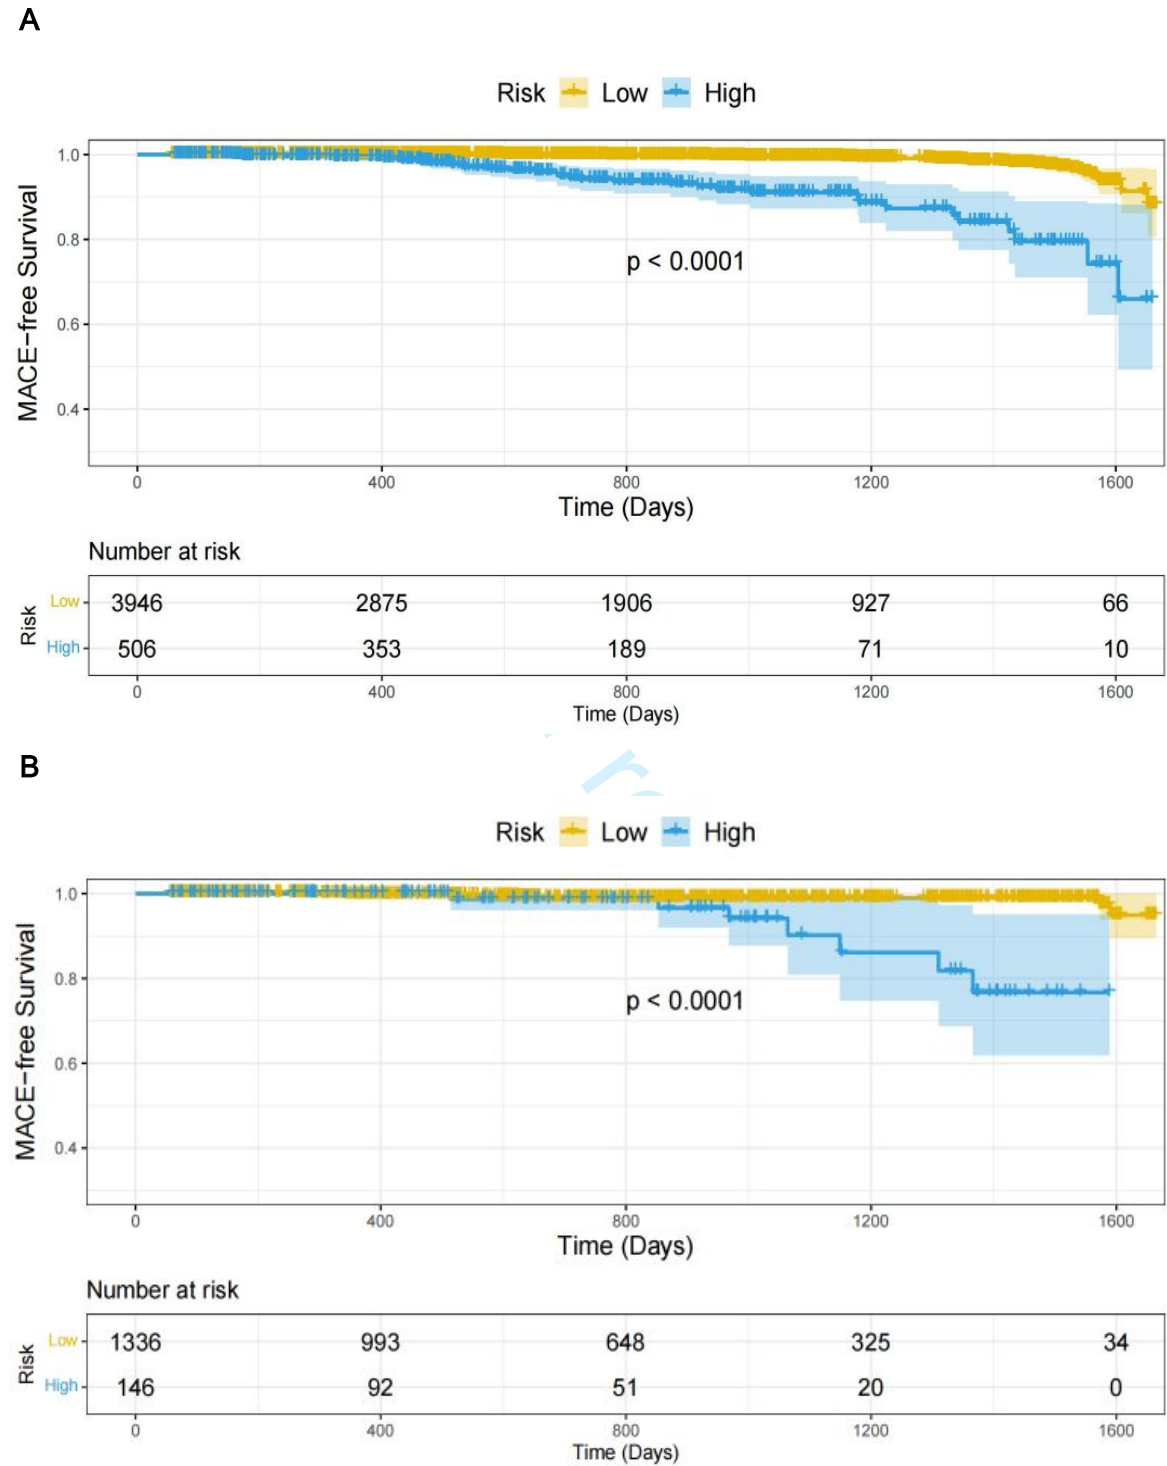 A
Risk Low High
MACE−free Survival
1.0
0.8
0.6
0.4
p < 0.0001
0 400 800 1200 1600
Time (Days)
Number at risk
Risk
Low 3946 2875 1906 927 66
High 506 353 189 71 10
0 400 800 1200 1600
Time (Days)
B
Risk Low High
MACE−free Survival
1.0
0.8
0.6
0.4
p < 0.0001
0 400 800 1200 1600
Time (Days)
Number at risk
Risk
Low 1336 993 648 325 34
High 146 92 51 20 0
0 400 800 1200 1600
Time (Days)